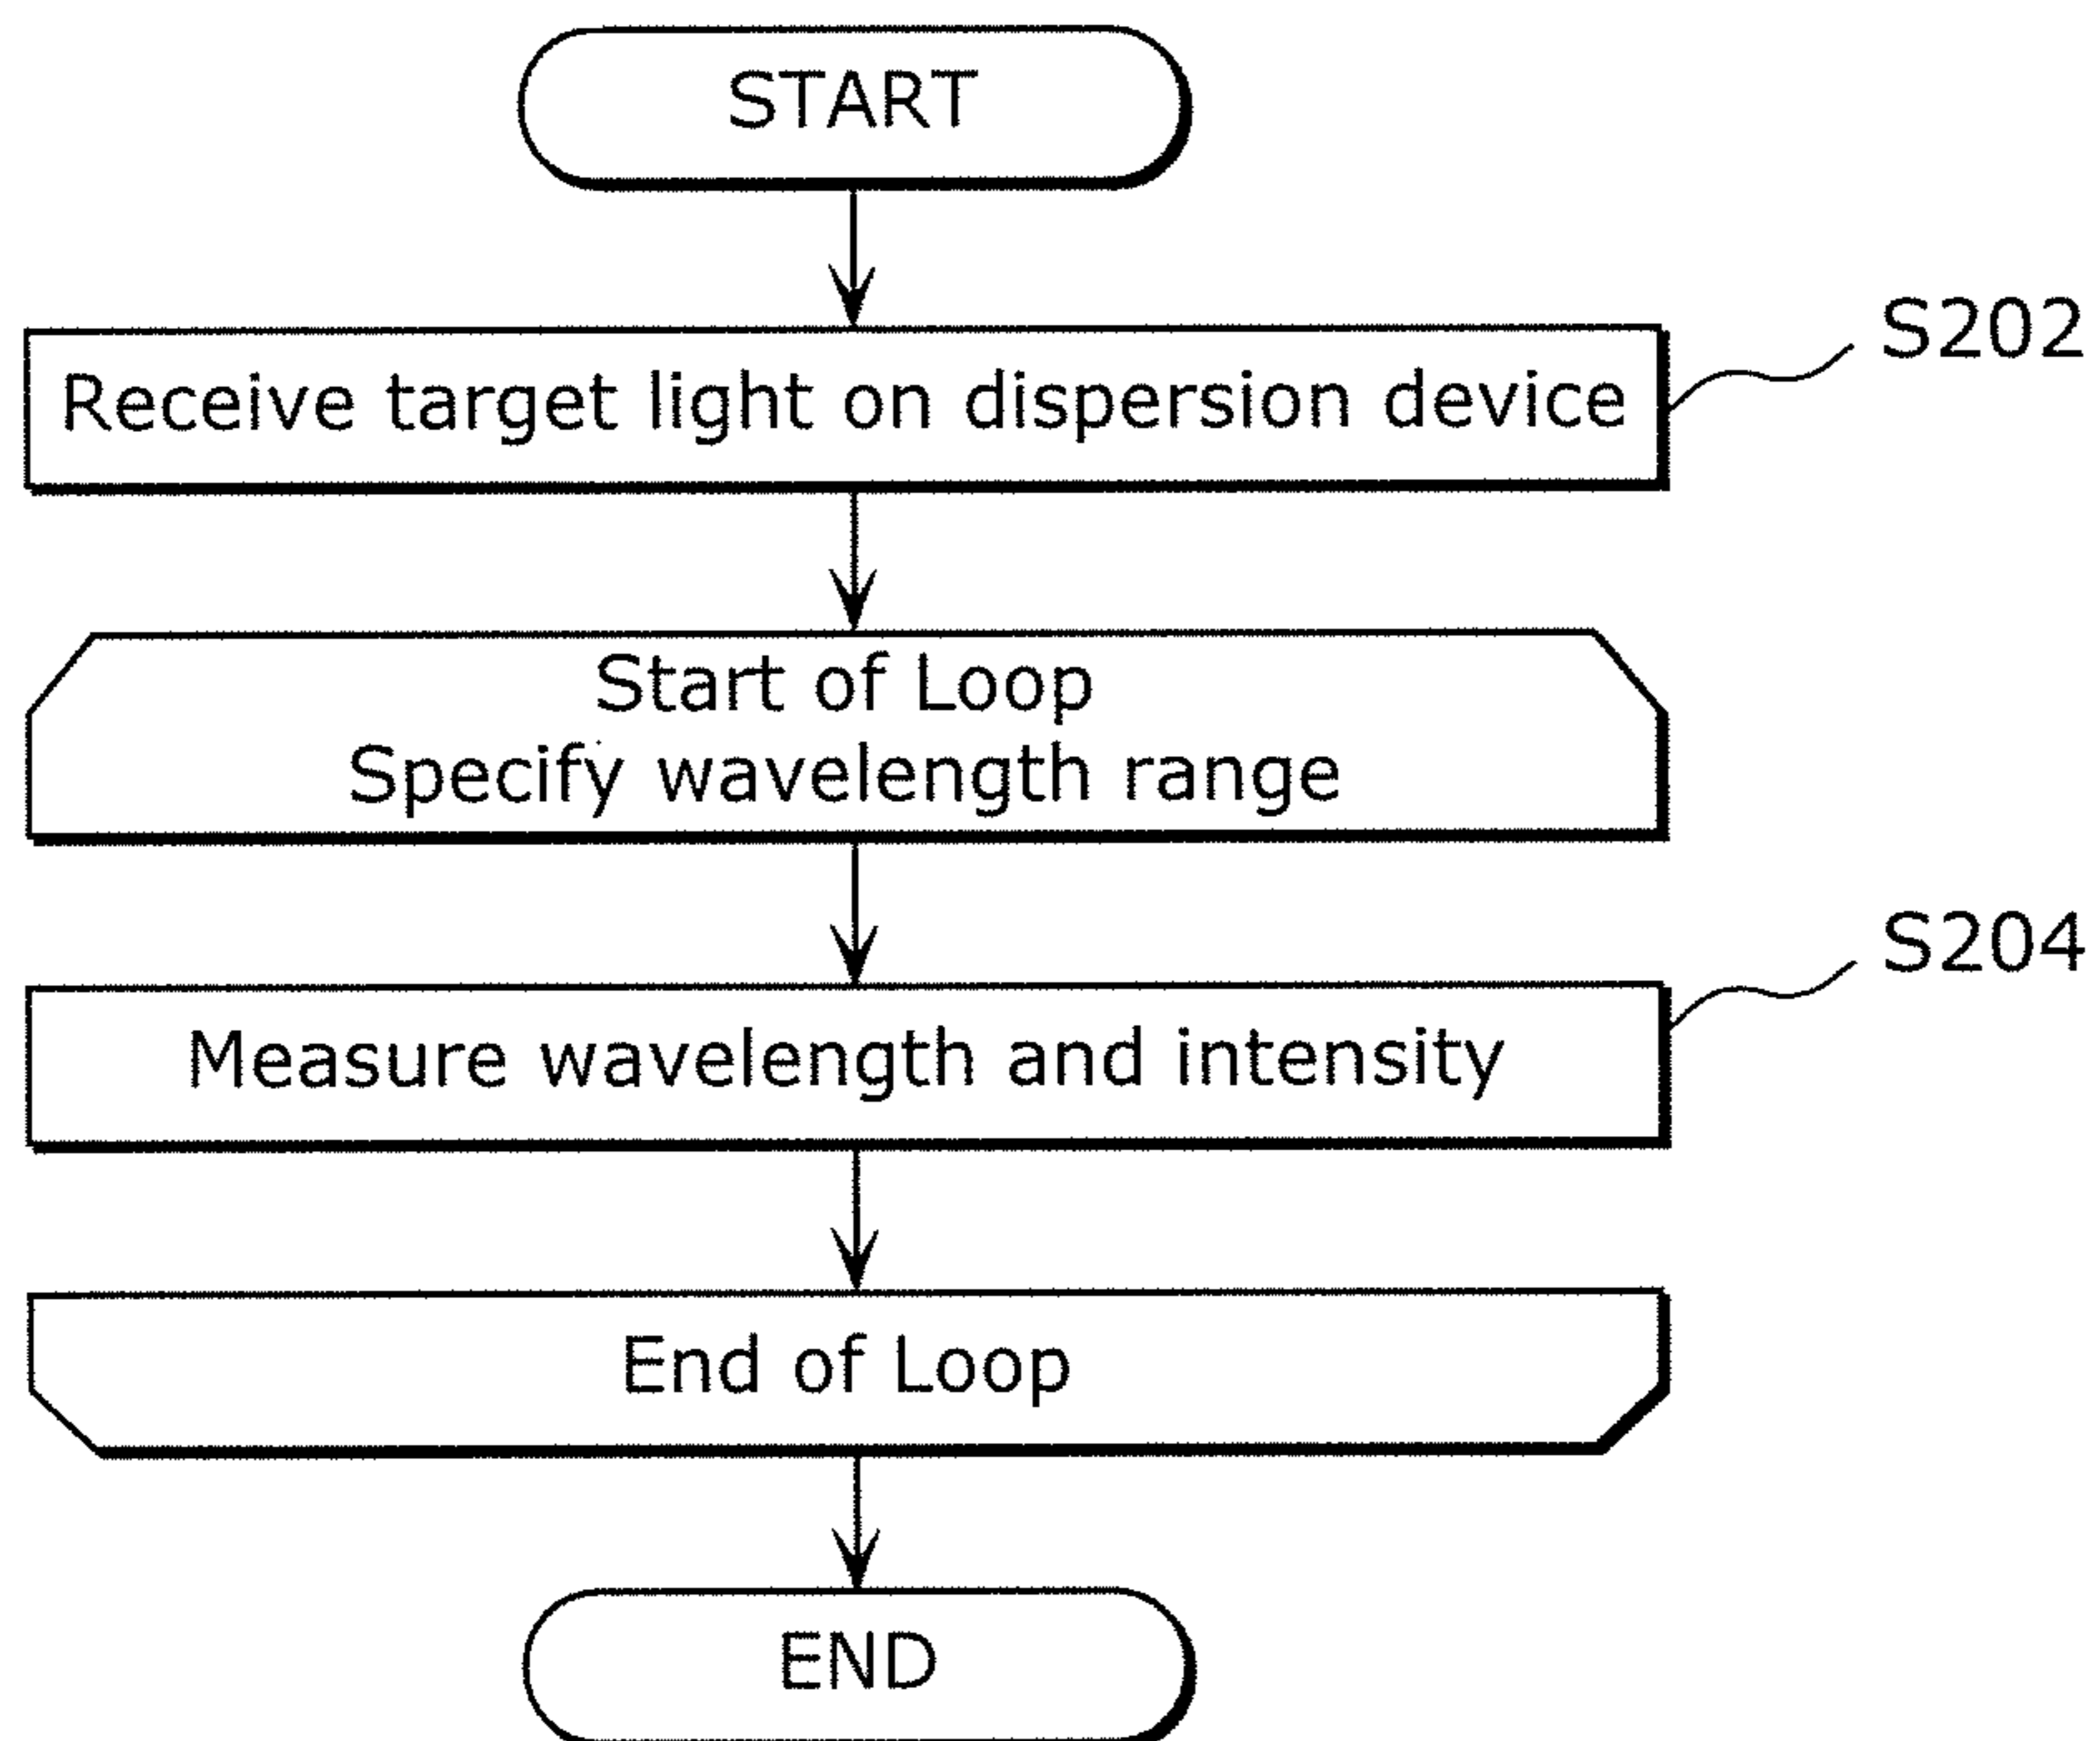 START
Receive target light on dispersion device
S202
Start of Loop
Specify wavelength range
Measure wavelength and intensity
S204
End of Loop
END